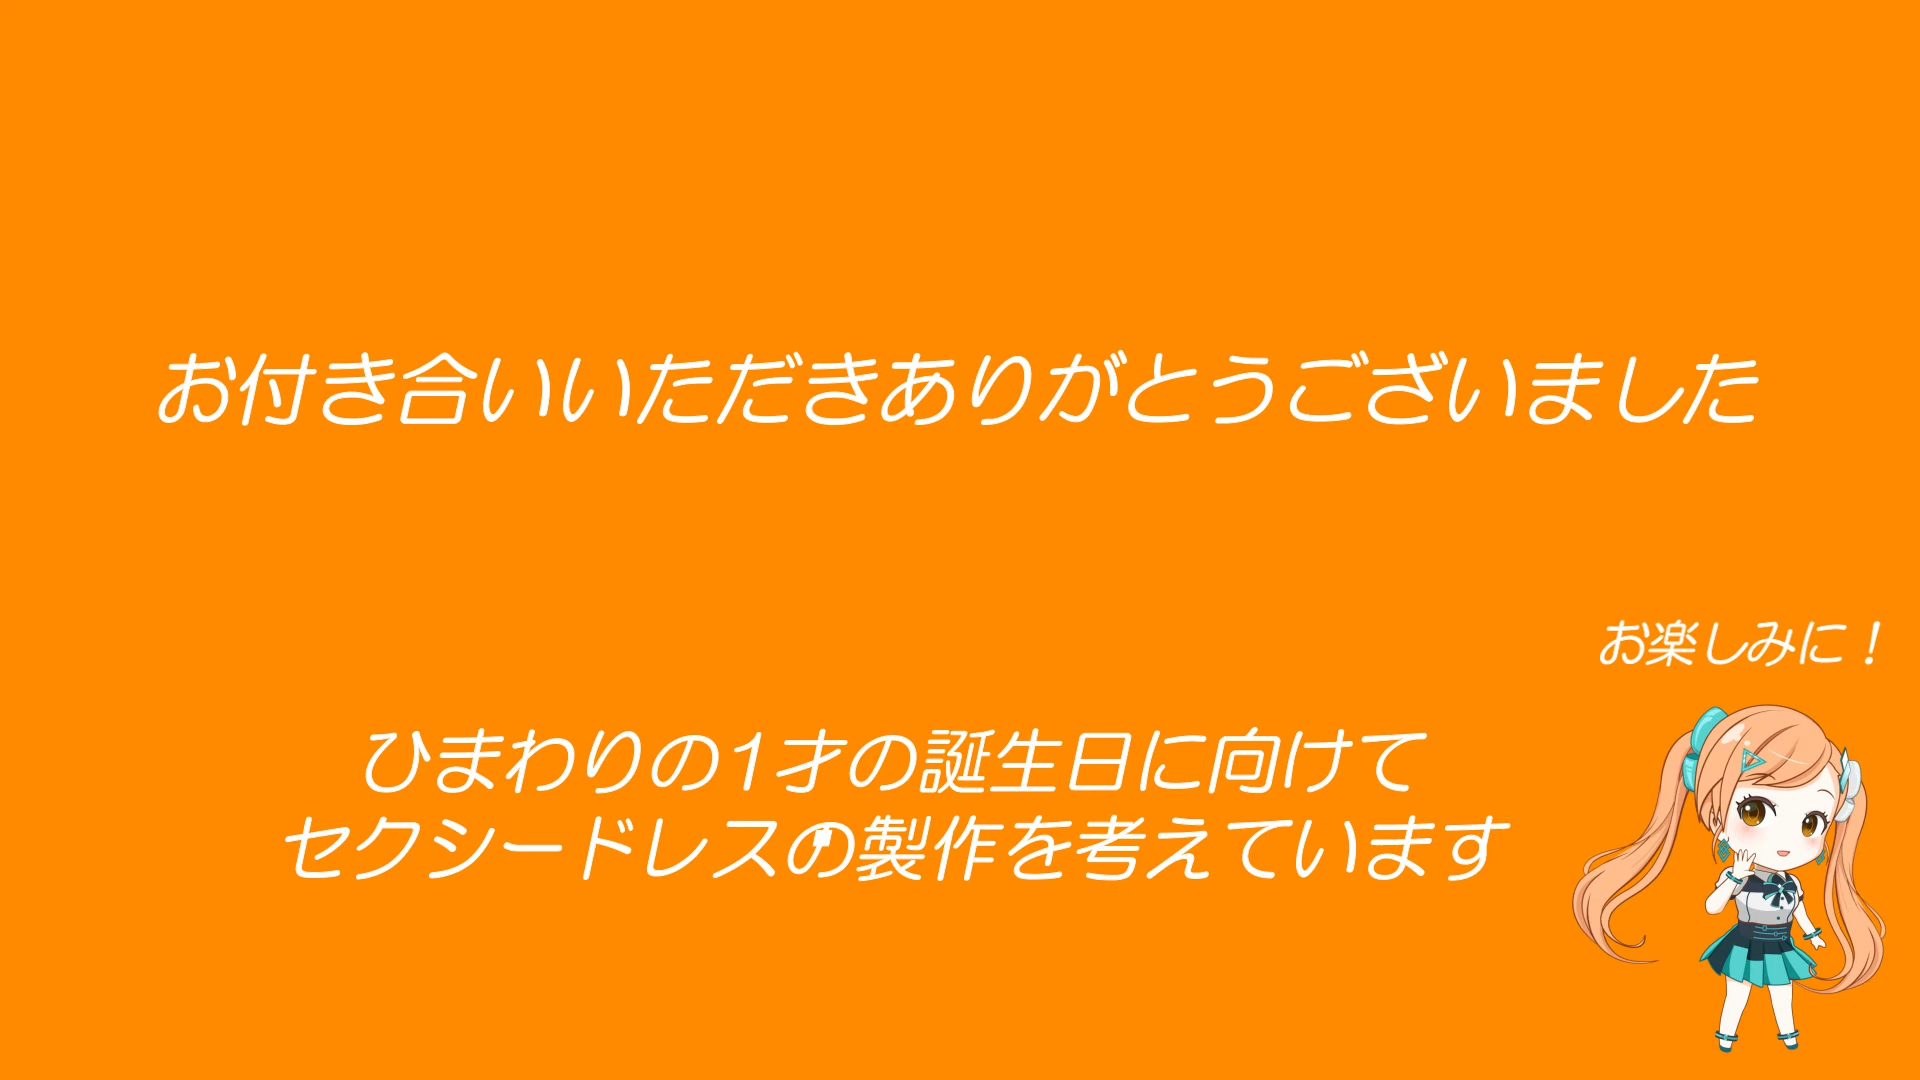 お付き合いいただきありがとうございました
お楽しみに！
ひまわりの1才の誕生日に向けて
セクシードレスの製作を考えています